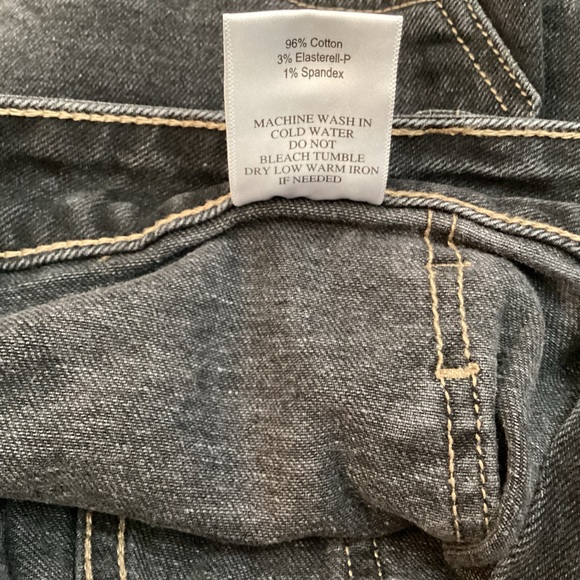 96% Cotton
3% Elasterell-P
1% Spandex
MACHINE WASH IN
COLD WATER
DO NOT
BLEACH TUMBLE
DRY LOW WARM IRON
IF NEEDED